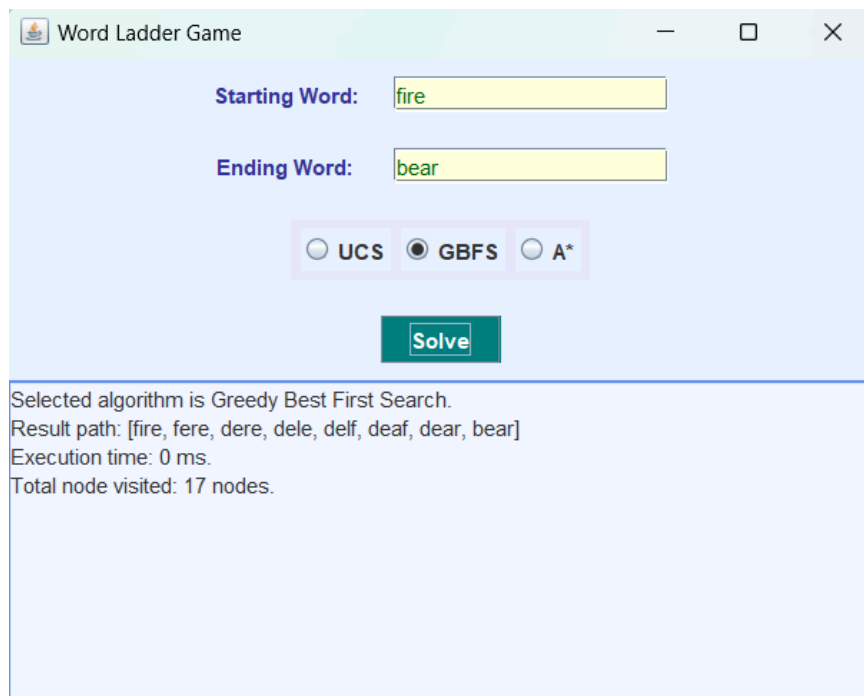 Word Ladder Game
Starting Word: fire
Ending Word: bear
UCS GBFS A*
Solve
Selected algorithm is Greedy Best First Search.
Result path: [fire, fere, dere, dele, delf, deaf, dear, bear]
Execution time: 0 ms.
Total node visited: 17 nodes.